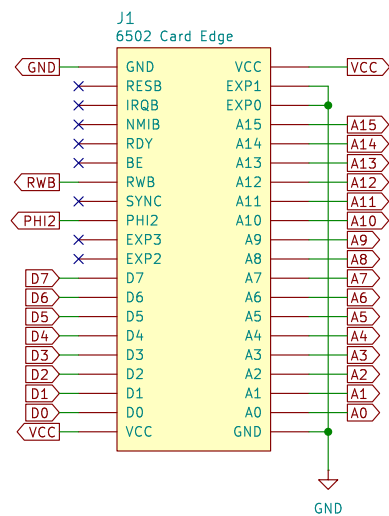 J1
6502 Card Edge
GND GND VCC VCC
RESB EXP1
IRQB EXP0
NMIB A15 A15
RDY A14 A14
BE A13 A13
RWB RWB A12 A12
SYNC A11 A11
PHI2 PHI2 A10 A10
EXP3 A9 A9
EXP2 A8 A8
D7 D7 A7 A7
D6 D6 A6 A6
D5 D5 A5 A5
D4 D4 A4 A4
D3 D3 A3 A3
D2 D2 A2 A2
D1 D1 A1 A1
D0 D0 A0 A0
VCC VCC GND
GND